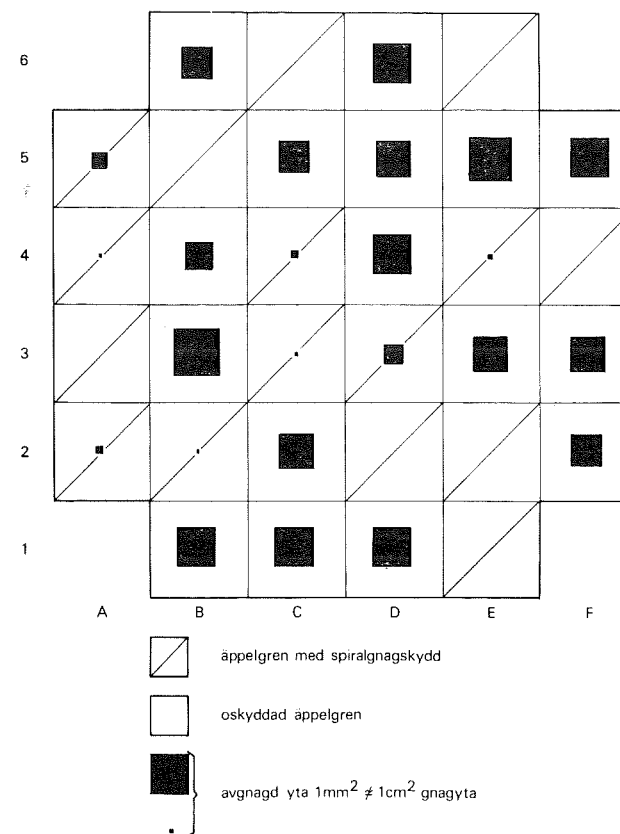 6
5
4
3
2
1
A B C D E F
äppelgren med spiralgnagskydd
oskyddad äppelgren
avgnagd yta 1mm² ≠ 1cm² gnagyta